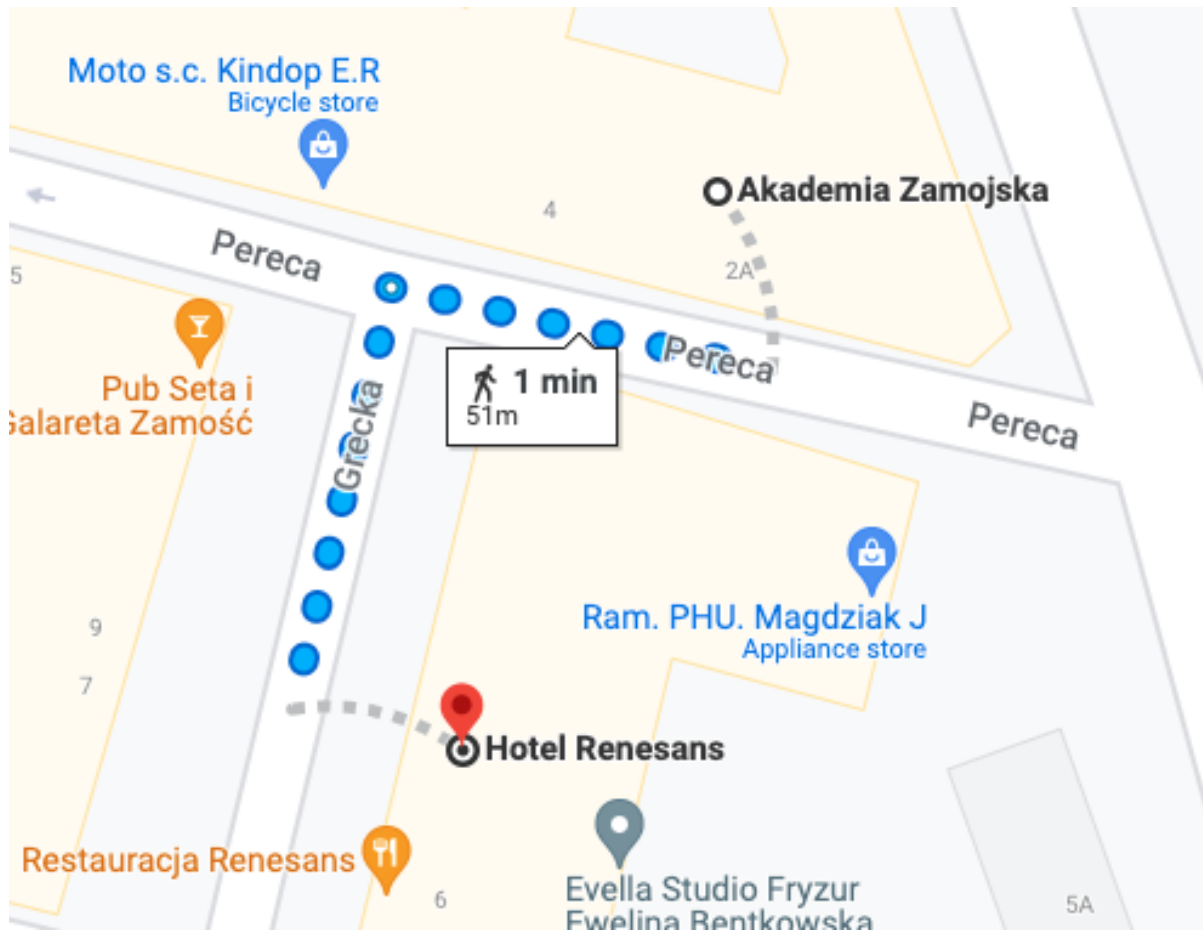 Moto s.c. Kindop E.R
Bicycle store
Akademia Zamojska
4
2A
Pereca
5
Pereca
Pereca
1 min
51m
Pub Seta i
Galareta Zamość
Grecka
Ram. PHU. Magdziak J
Appliance store
9
7
Hotel Renesans
Restauracja Renesans
6
Evella Studio Fryzur
Ewelina Bentkowska
5A